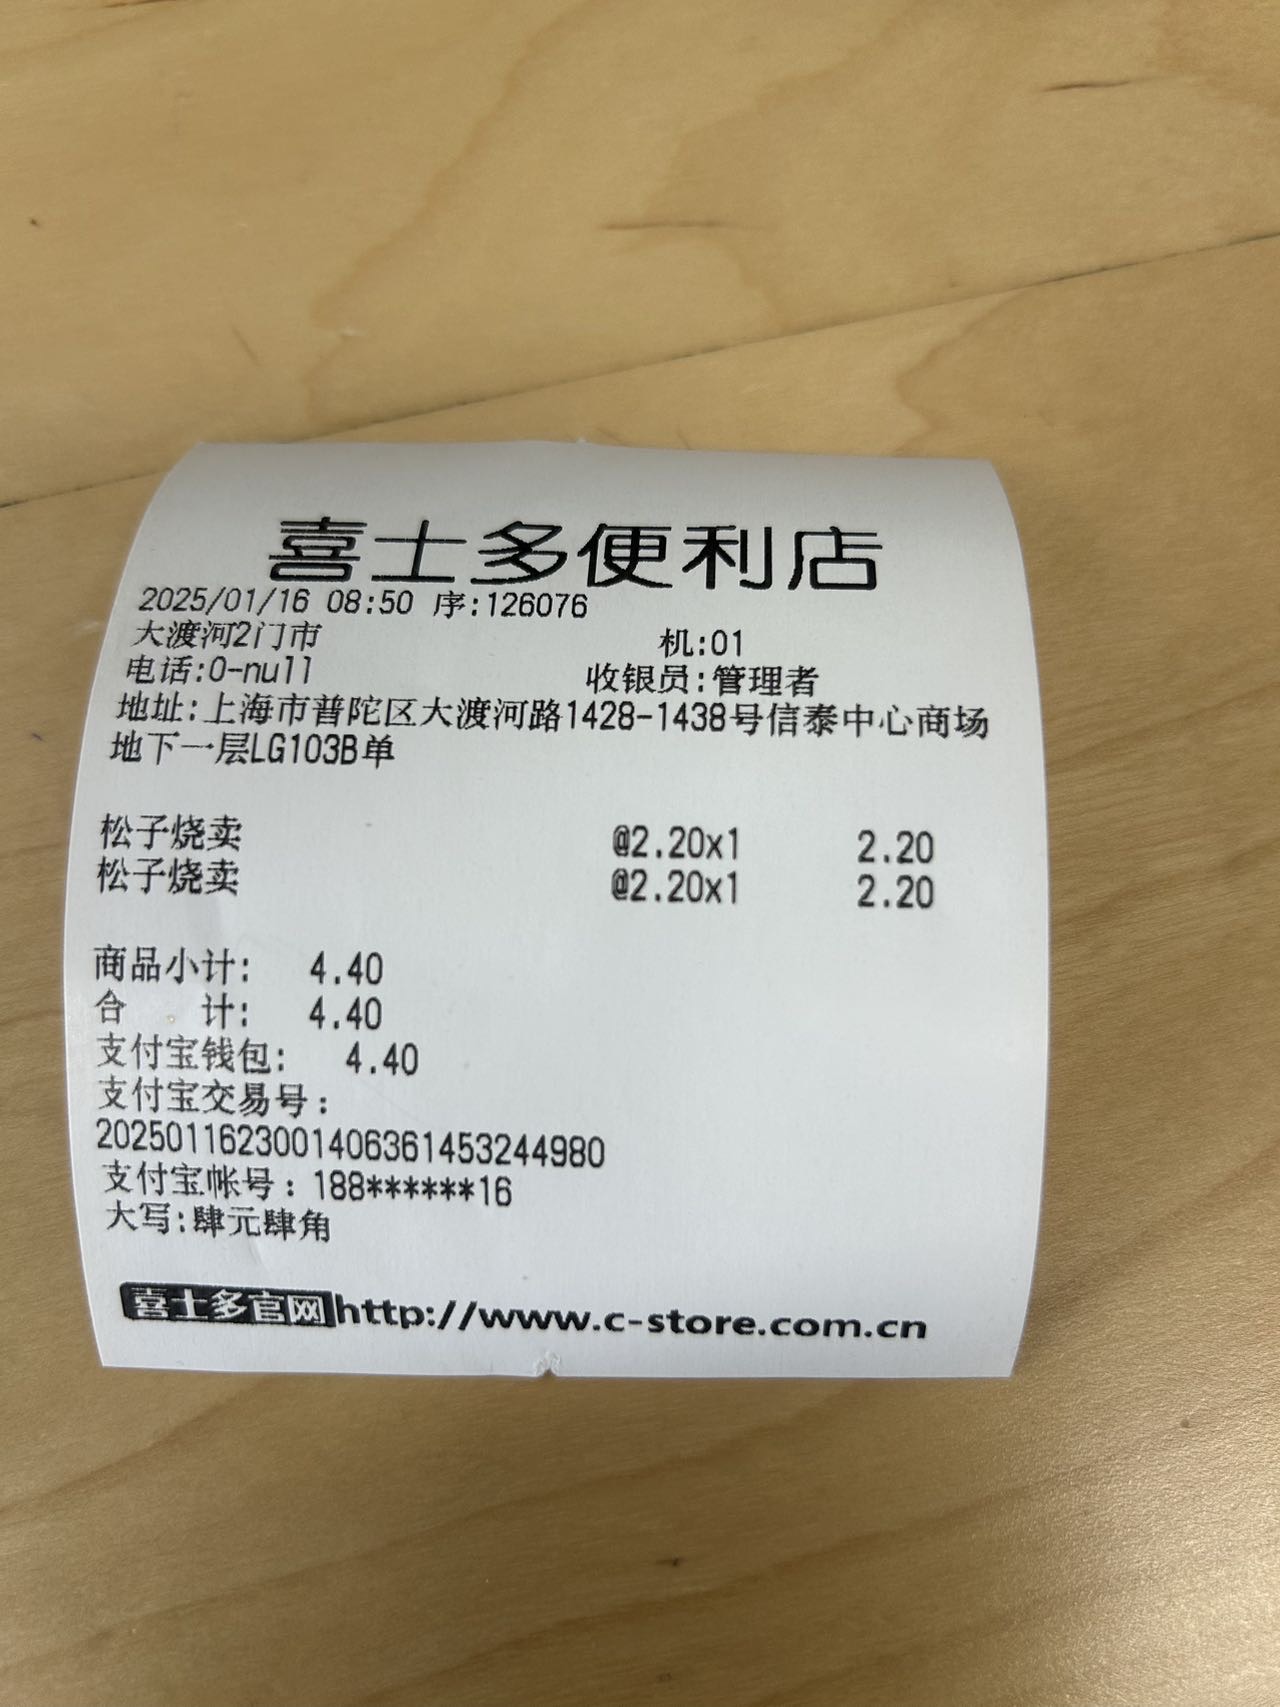 喜士多便利店
2025/01/16 08:50 序:126076
大渡河2门市 机:01
电话:0-null 收银员:管理者
地址:上海市普陀区大渡河路1428-1438号信泰中心商场
地下一层LG103B单
松子烧卖 @2.20x1 2.20
松子烧卖 @2.20x1 2.20
商品小计: 4.40
合 计: 4.40
支付宝钱包: 4.40
支付宝交易号:
2025011623001406361453244980
支付宝帐号:188******16
大写:肆元肆角
喜士多官网http://www.c-store.com.cn